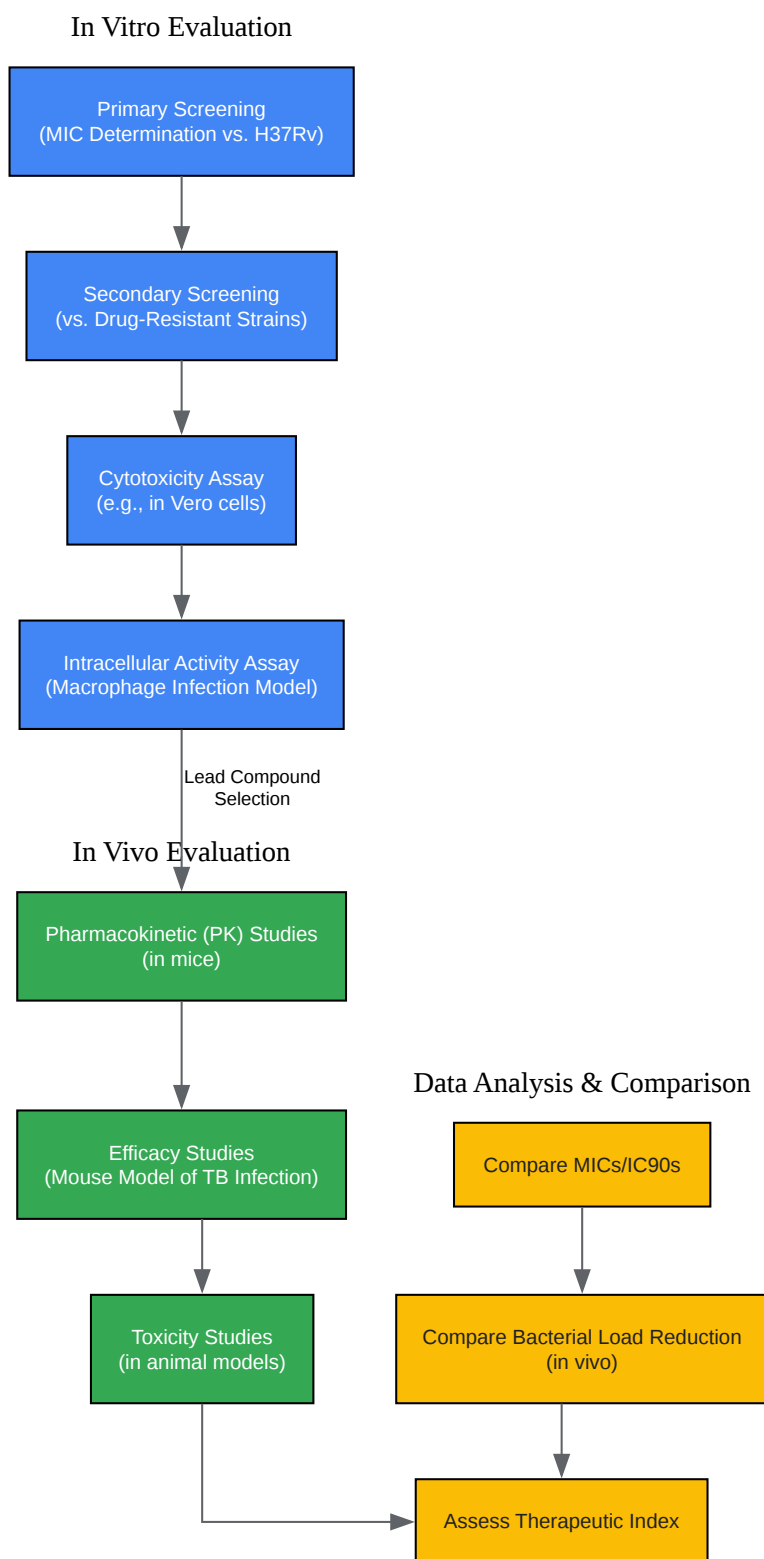 In Vitro Evaluation
Primary Screening
(MIC Determination vs. H37Rv)
Secondary Screening
(vs. Drug-Resistant Strains)
Cytotoxicity Assay
(e.g., in Vero cells)
Intracellular Activity Assay
(Macrophage Infection Model)
Lead Compound
Selection
In Vivo Evaluation
Pharmacokinetic (PK) Studies
(in mice)
Efficacy Studies
(Mouse Model of TB Infection)
Toxicity Studies
(in animal models)
Data Analysis & Comparison
Compare MICs/IC90s
Compare Bacterial Load Reduction
(in vivo)
Assess Therapeutic Index